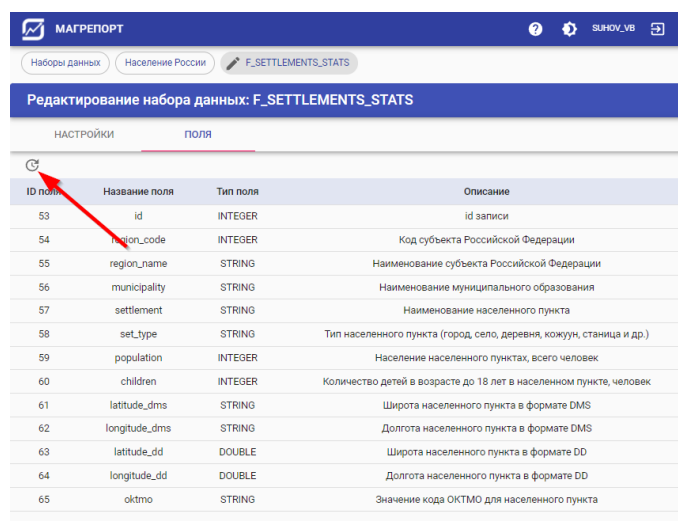 МАГРЕПОРТ ? SUHOV_VB
Наборы данных Население России F_SETTLEMENTS_STATS
Редактирование набора данных: F_SETTLEMENTS_STATS
НАСТРОЙКИ ПОЛЯ
ID поля Название поля Тип поля Описание
53 id INTEGER id записи
54 region_code INTEGER Код субъекта Российской Федерации
55 region_name STRING Наименование субъекта Российской Федерации
56 municipality STRING Наименование муниципального образования
57 settlement STRING Наименование населенного пункта
58 set_type STRING Тип населенного пункта (город, село, деревня, кожуун, станица и др.)
59 population INTEGER Население населенного пунктах, всего человек
60 children INTEGER Количество детей в возрасте до 18 лет в населенном пункте, человек
61 latitude_dms STRING Широта населенного пункта в формате DMS
62 longitude_dms STRING Долгота населенного пункта в формате DMS
63 latitude_dd DOUBLE Широта населенного пункта в формате DD
64 longitude_dd DOUBLE Долгота населенного пункта в формате DD
65 oktmo STRING Значение кода ОКТМО для населенного пункта